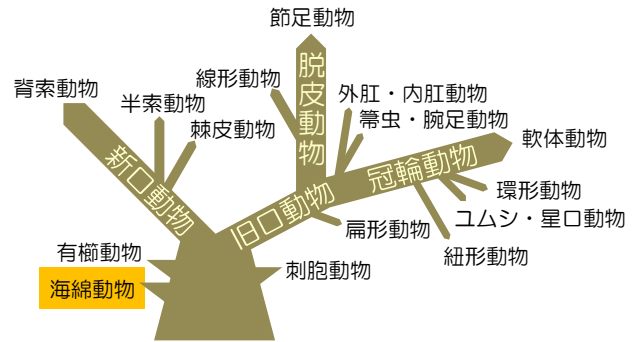 節足動物
脱皮動物
線形動物
脊索動物
半索動物
棘皮動物
外肛・内肛動物
箒虫・腕足動物
軟体動物
冠輪動物
新口動物
旧口動物
環形動物
ユムシ・星口動物
扁形動物
紐形動物
有櫛動物
刺胞動物
海綿動物